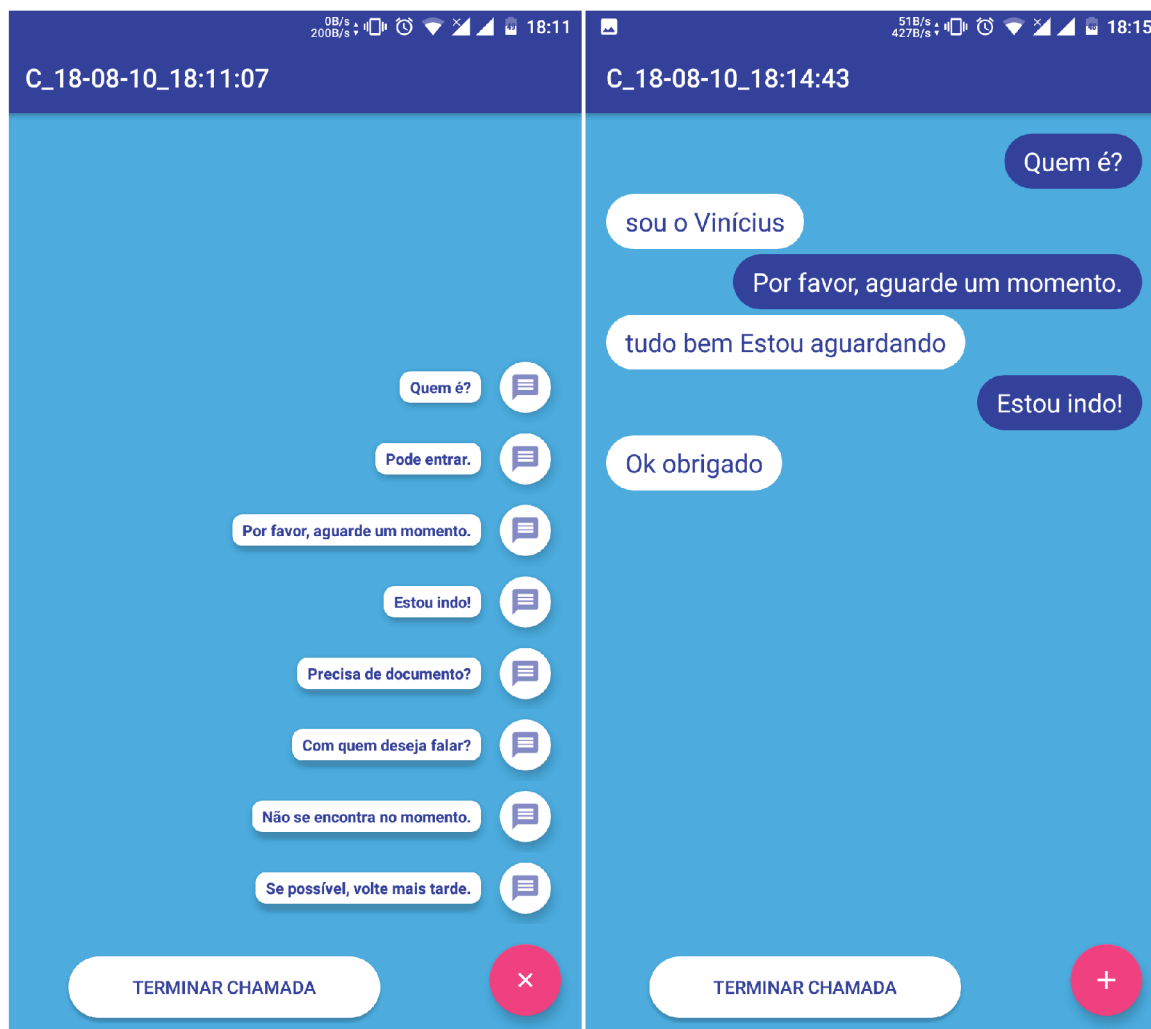 0B/s
200B/s
18:11
C_18-08-10_18:11:07
Quem é?
Pode entrar.
Por favor, aguarde um momento.
Estou indo!
Precisa de documento?
Com quem deseja falar?
Não se encontra no momento.
Se possível, volte mais tarde.
TERMINAR CHAMADA
51B/s
427B/s
18:15
C_18-08-10_18:14:43
Quem é?
sou o Vinícius
Por favor, aguarde um momento.
tudo bem Estou aguardando
Estou indo!
Ok obrigado
TERMINAR CHAMADA